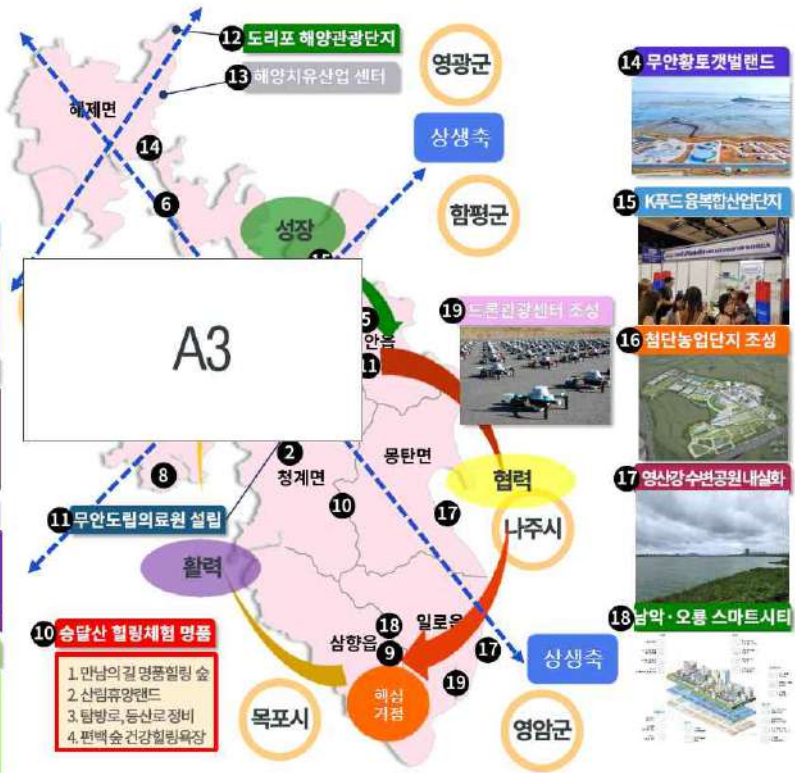 12 도리포 해양관광단지
13 해양치유산업 센터
해제면
영광군
상생축
함평군
14
6
성장
15
A3
5
안읍
11
19 드론관광센터 조성
2
청계면
몽탄면
8
10
17
협력
나주시
11 무안도립의료원 설립
활력
10 승달산 힐링체험 명품
1. 만남의 길 명품힐링 숲
2. 산림휴양랜드
3. 탐방로, 등산로 정비
4. 편백 숲 건강힐링욕장
18
일로읍
삼향읍
9
17
19
핵심
거점
목포시
상생축
영암군
14 무안황토갯벌랜드
15 K푸드 융복합산업단지
16 첨단농업단지 조성
17 영산강 수변공원 내실화
18 남악·오룡 스마트시티